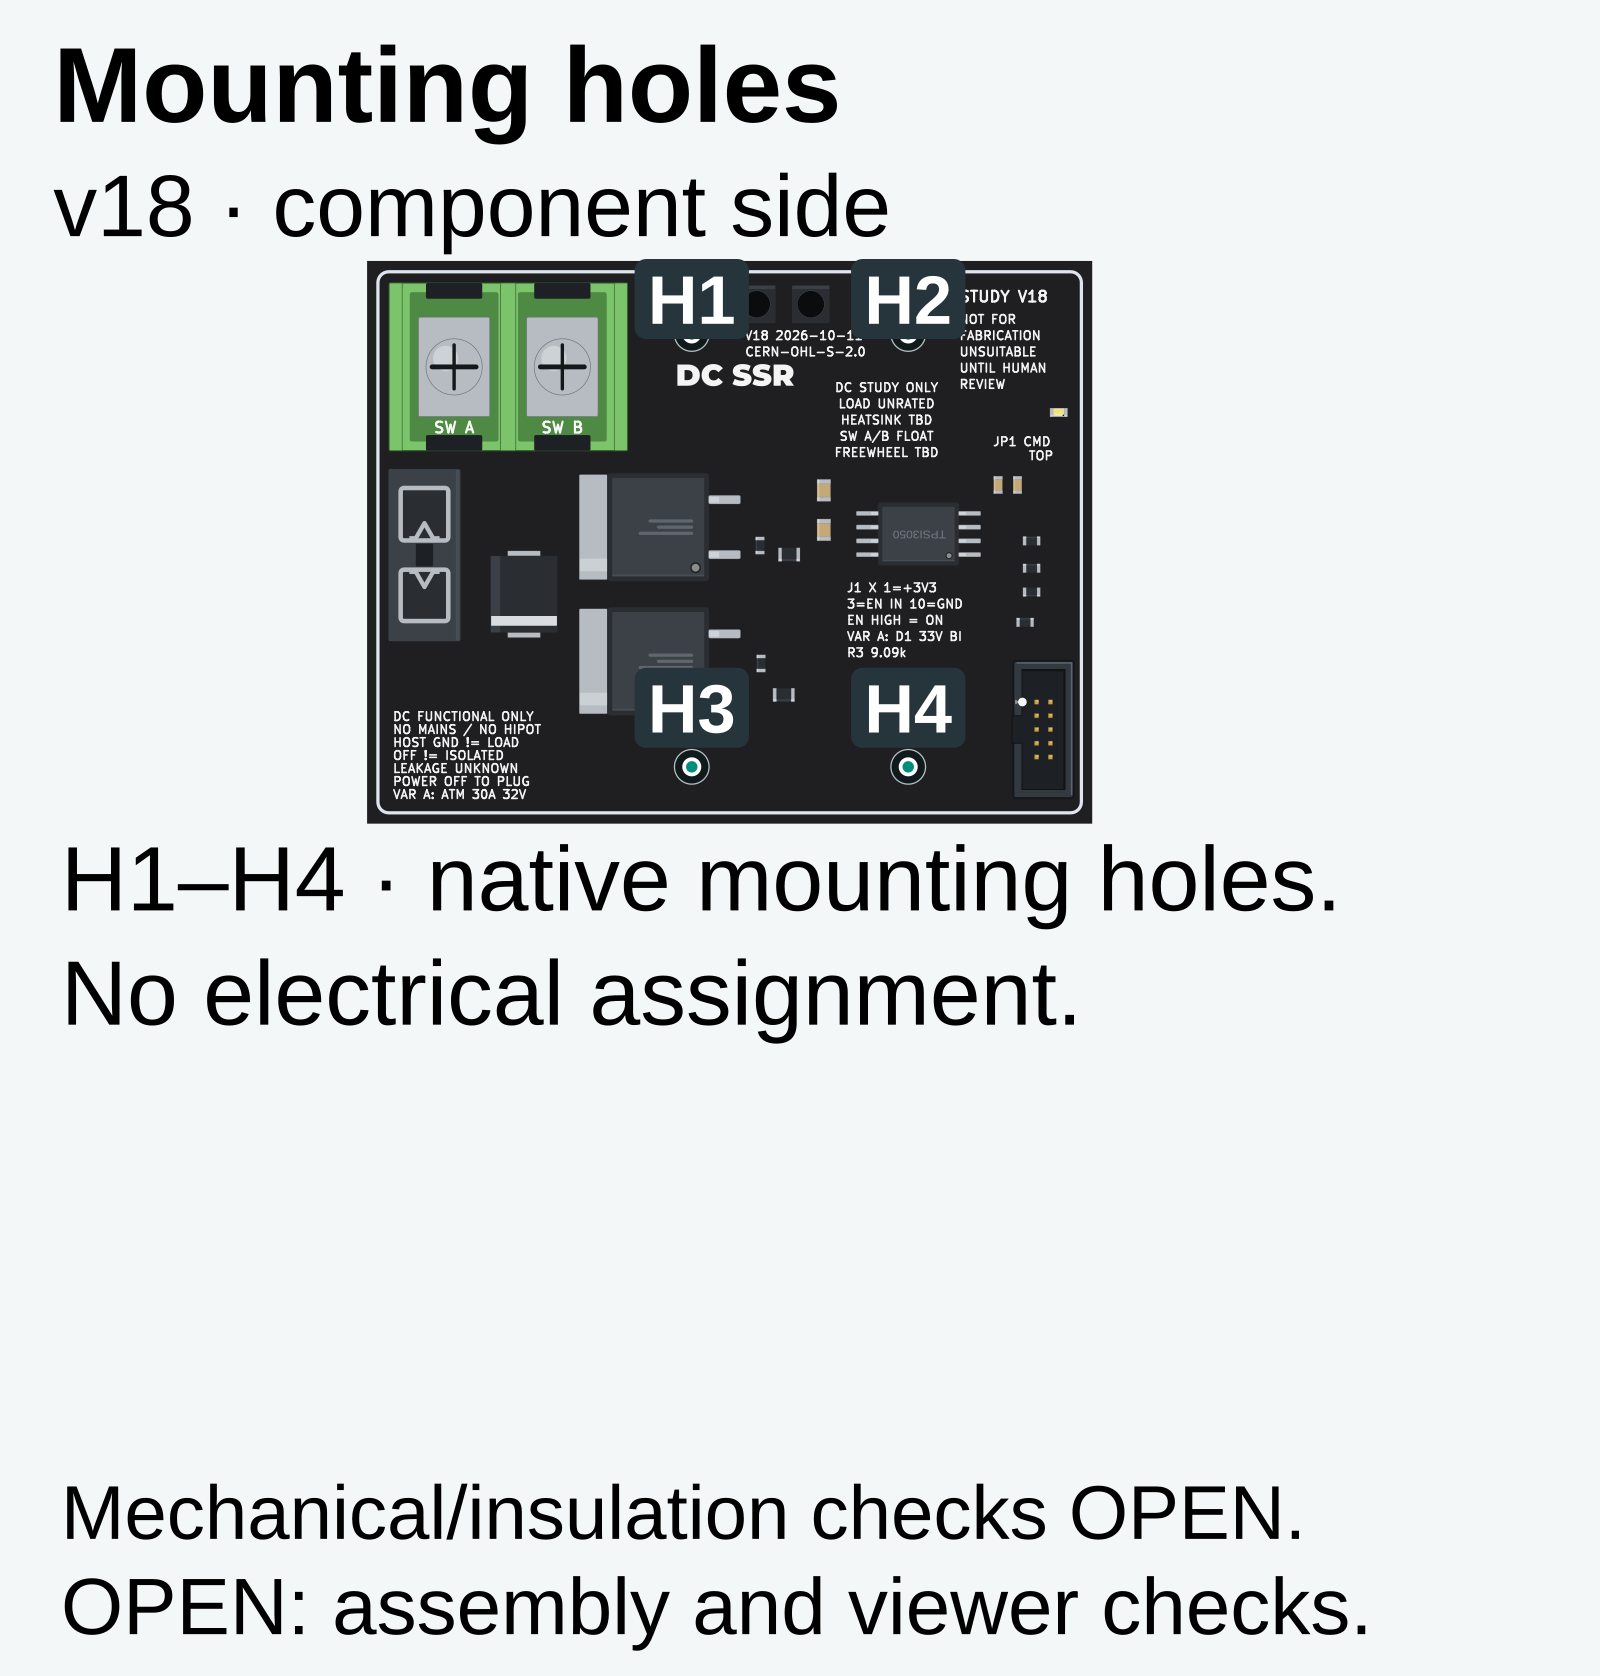 Mounting holes
v18 · component side
H1
H2
STUDY V18
NOT FOR
FABRICATION
UNSUITABLE
UNTIL HUMAN
REVIEW
V18 2026-10-11
CERN-OHL-S-2.0
DC SSR
DC STUDY ONLY
LOAD UNRATED
HEATSINK TBD
SW A/B FLOAT
FREEWHEEL TBD
SW A
SW B
JP1 CMD
TOP
TPSI3050
J1 X 1=+3V3
3=EN IN 10=GND
EN HIGH = ON
VAR A: D1 33V BI
R3 9.09k
H3
H4
DC FUNCTIONAL ONLY
NO MAINS / NO HIPOT
HOST GND != LOAD
OFF != ISOLATED
LEAKAGE UNKNOWN
POWER OFF TO PLUG
VAR A: ATM 30A 32V
H1–H4 · native mounting holes.
No electrical assignment.
Mechanical/insulation checks OPEN.
OPEN: assembly and viewer checks.